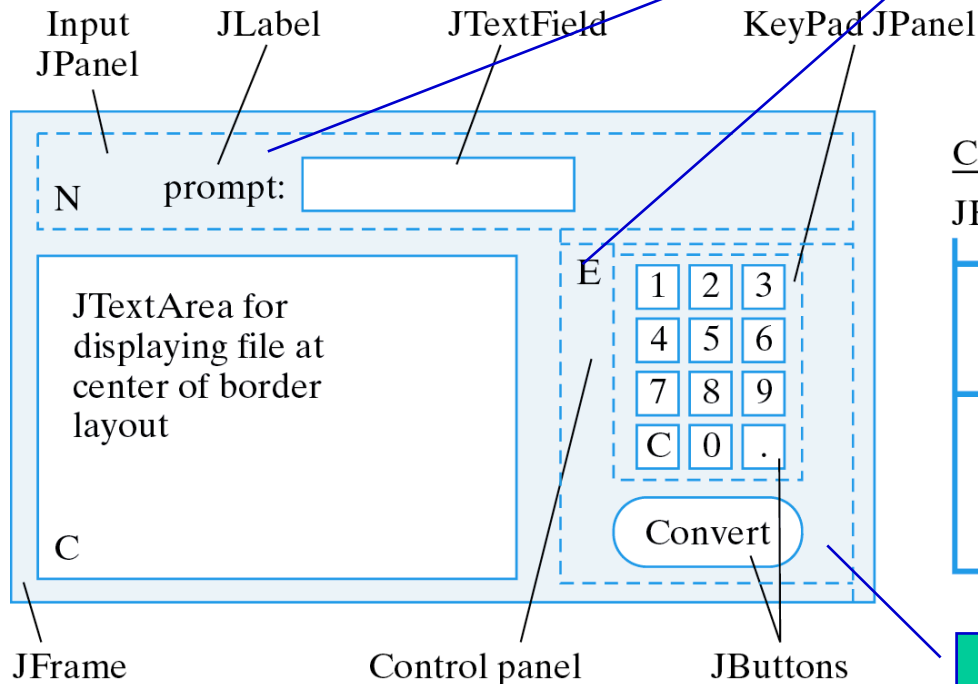 Input
JPanel
JLabel
JTextField
KeyPad JPanel
N
prompt:
JTextArea for
displaying file at
center of border
layout
C
E
1 2 3
4 5 6
7 8 9
C 0 .
Convert
JFrame
Control panel
JButtons